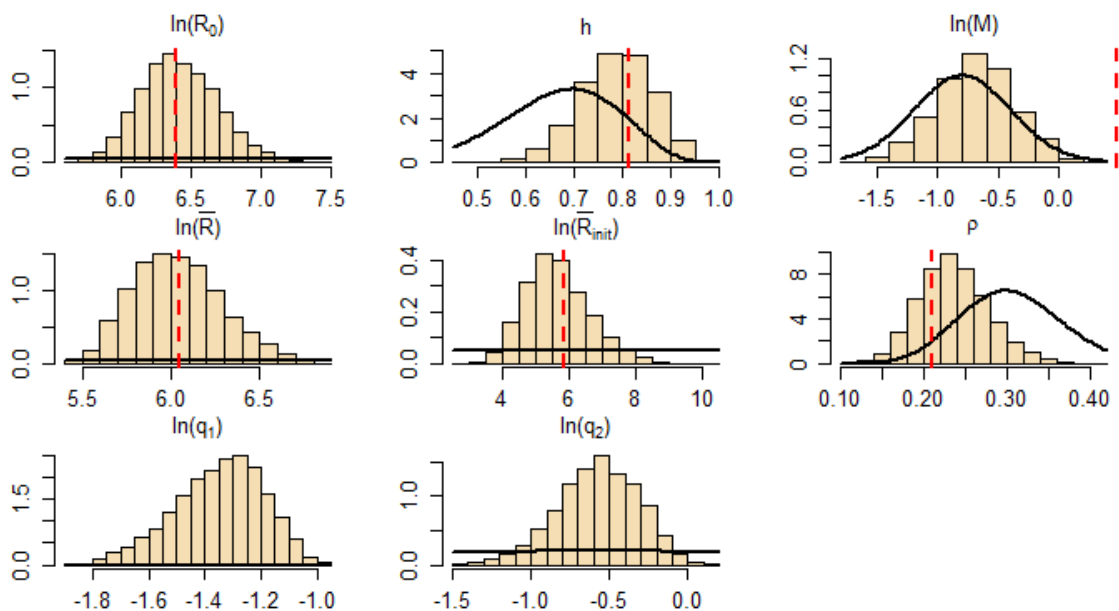 ln(R₀)
h
ln(M)
0.0 1.0
6.0 6.5 7.0 7.5
0 2 4
0.5 0.6 0.7 0.8 0.9 1.0
0.0 0.6 1.2
-1.5 -1.0 -0.5 0.0
ln(R̅)
ln(R̅init)
ρ
0.0 1.0
5.5 6.0 6.5
0.0 0.2 0.4
4 6 8 10
0 4 8
0.10 0.20 0.30 0.40
ln(q₁)
ln(q₂)
0.0 1.5
-1.8 -1.6 -1.4 -1.2 -1.0
0.0 1.0
-1.5 -1.0 -0.5 0.0